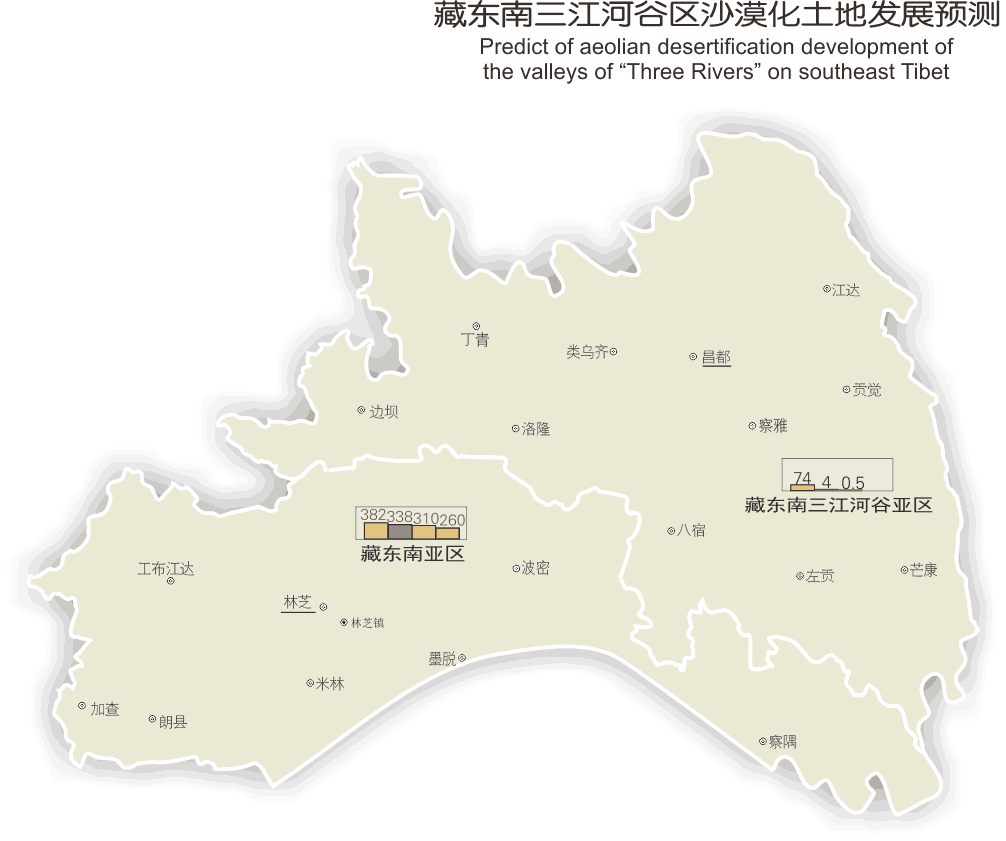 藏东南三江河谷区沙漠化土地发展预测
Predict of aeolian desertification development of
the valleys of “Three Rivers” on southeast Tibet
江达
丁青
类乌齐
昌都
贡觉
边坝
洛隆
察雅
74 4 0.5
藏东南三江河谷亚区
382 338 310 260
藏东南亚区
八宿
工布江达
波密
左贡
芒康
林芝
林芝镇
墨脱
米林
加查
朗县
察隅